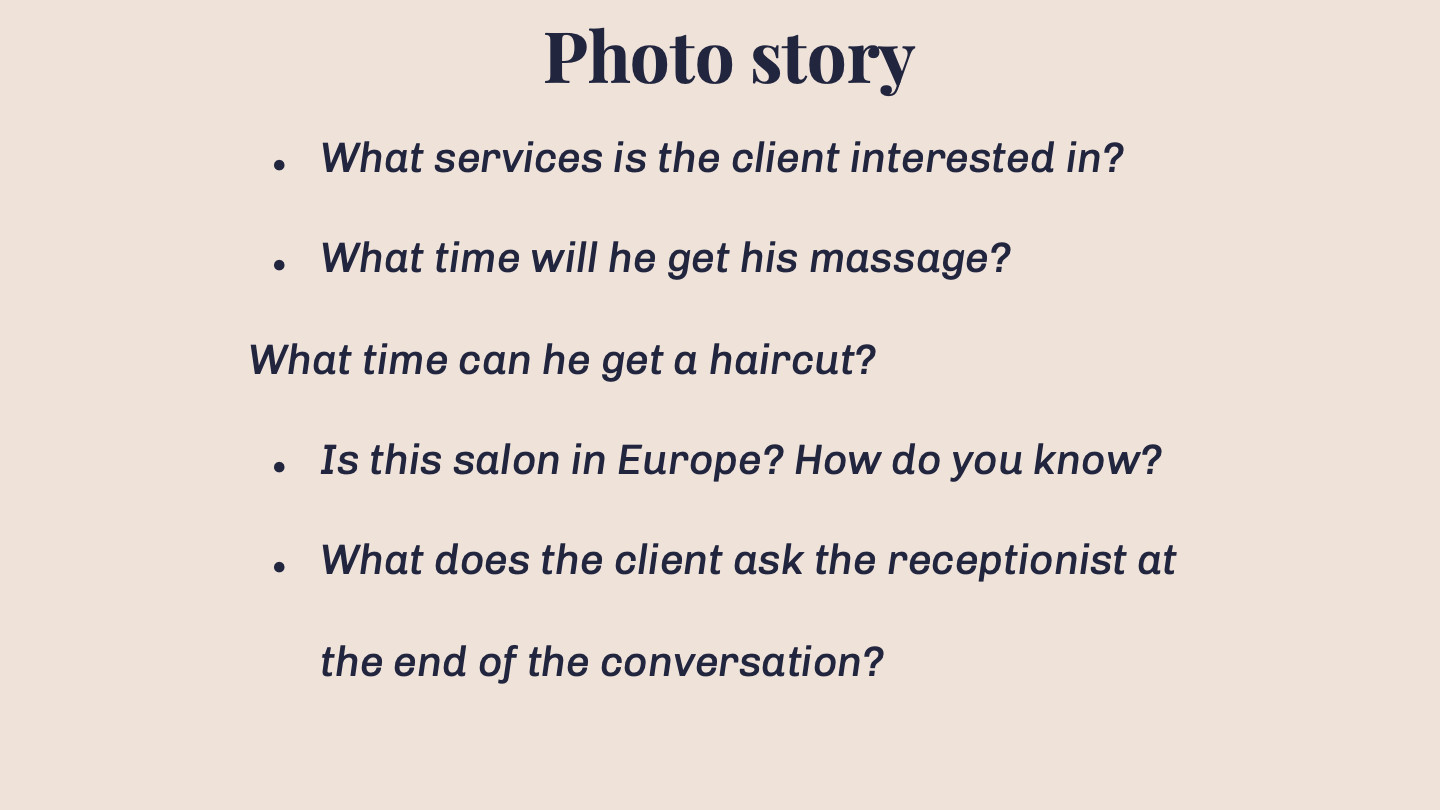 Photo story
• What services is the client interested in?
• What time will he get his massage?
What time can he get a haircut?
• Is this salon in Europe? How do you know?
• What does the client ask the receptionist at
the end of the conversation?